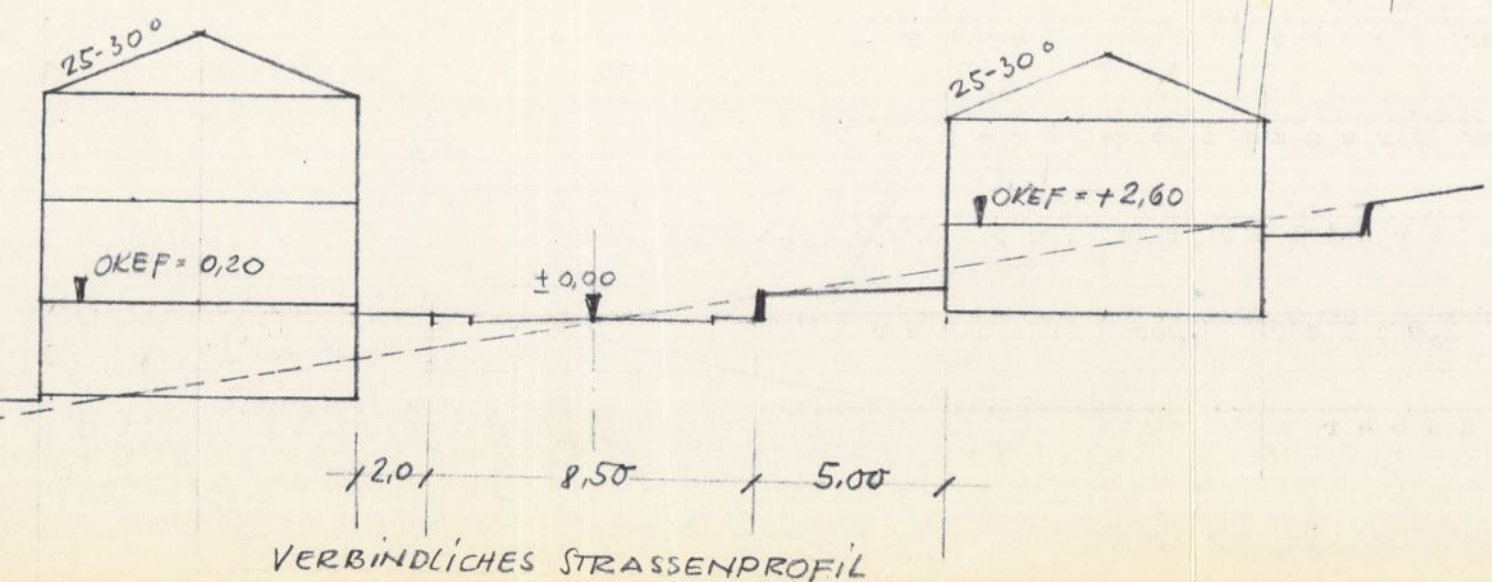 25-30°
25-30°
OKEF = +2,60
OKEF = 0,20
± 0,00
2,0
8,50
5,00
VERBINDLICHES STRASSENPROFIL